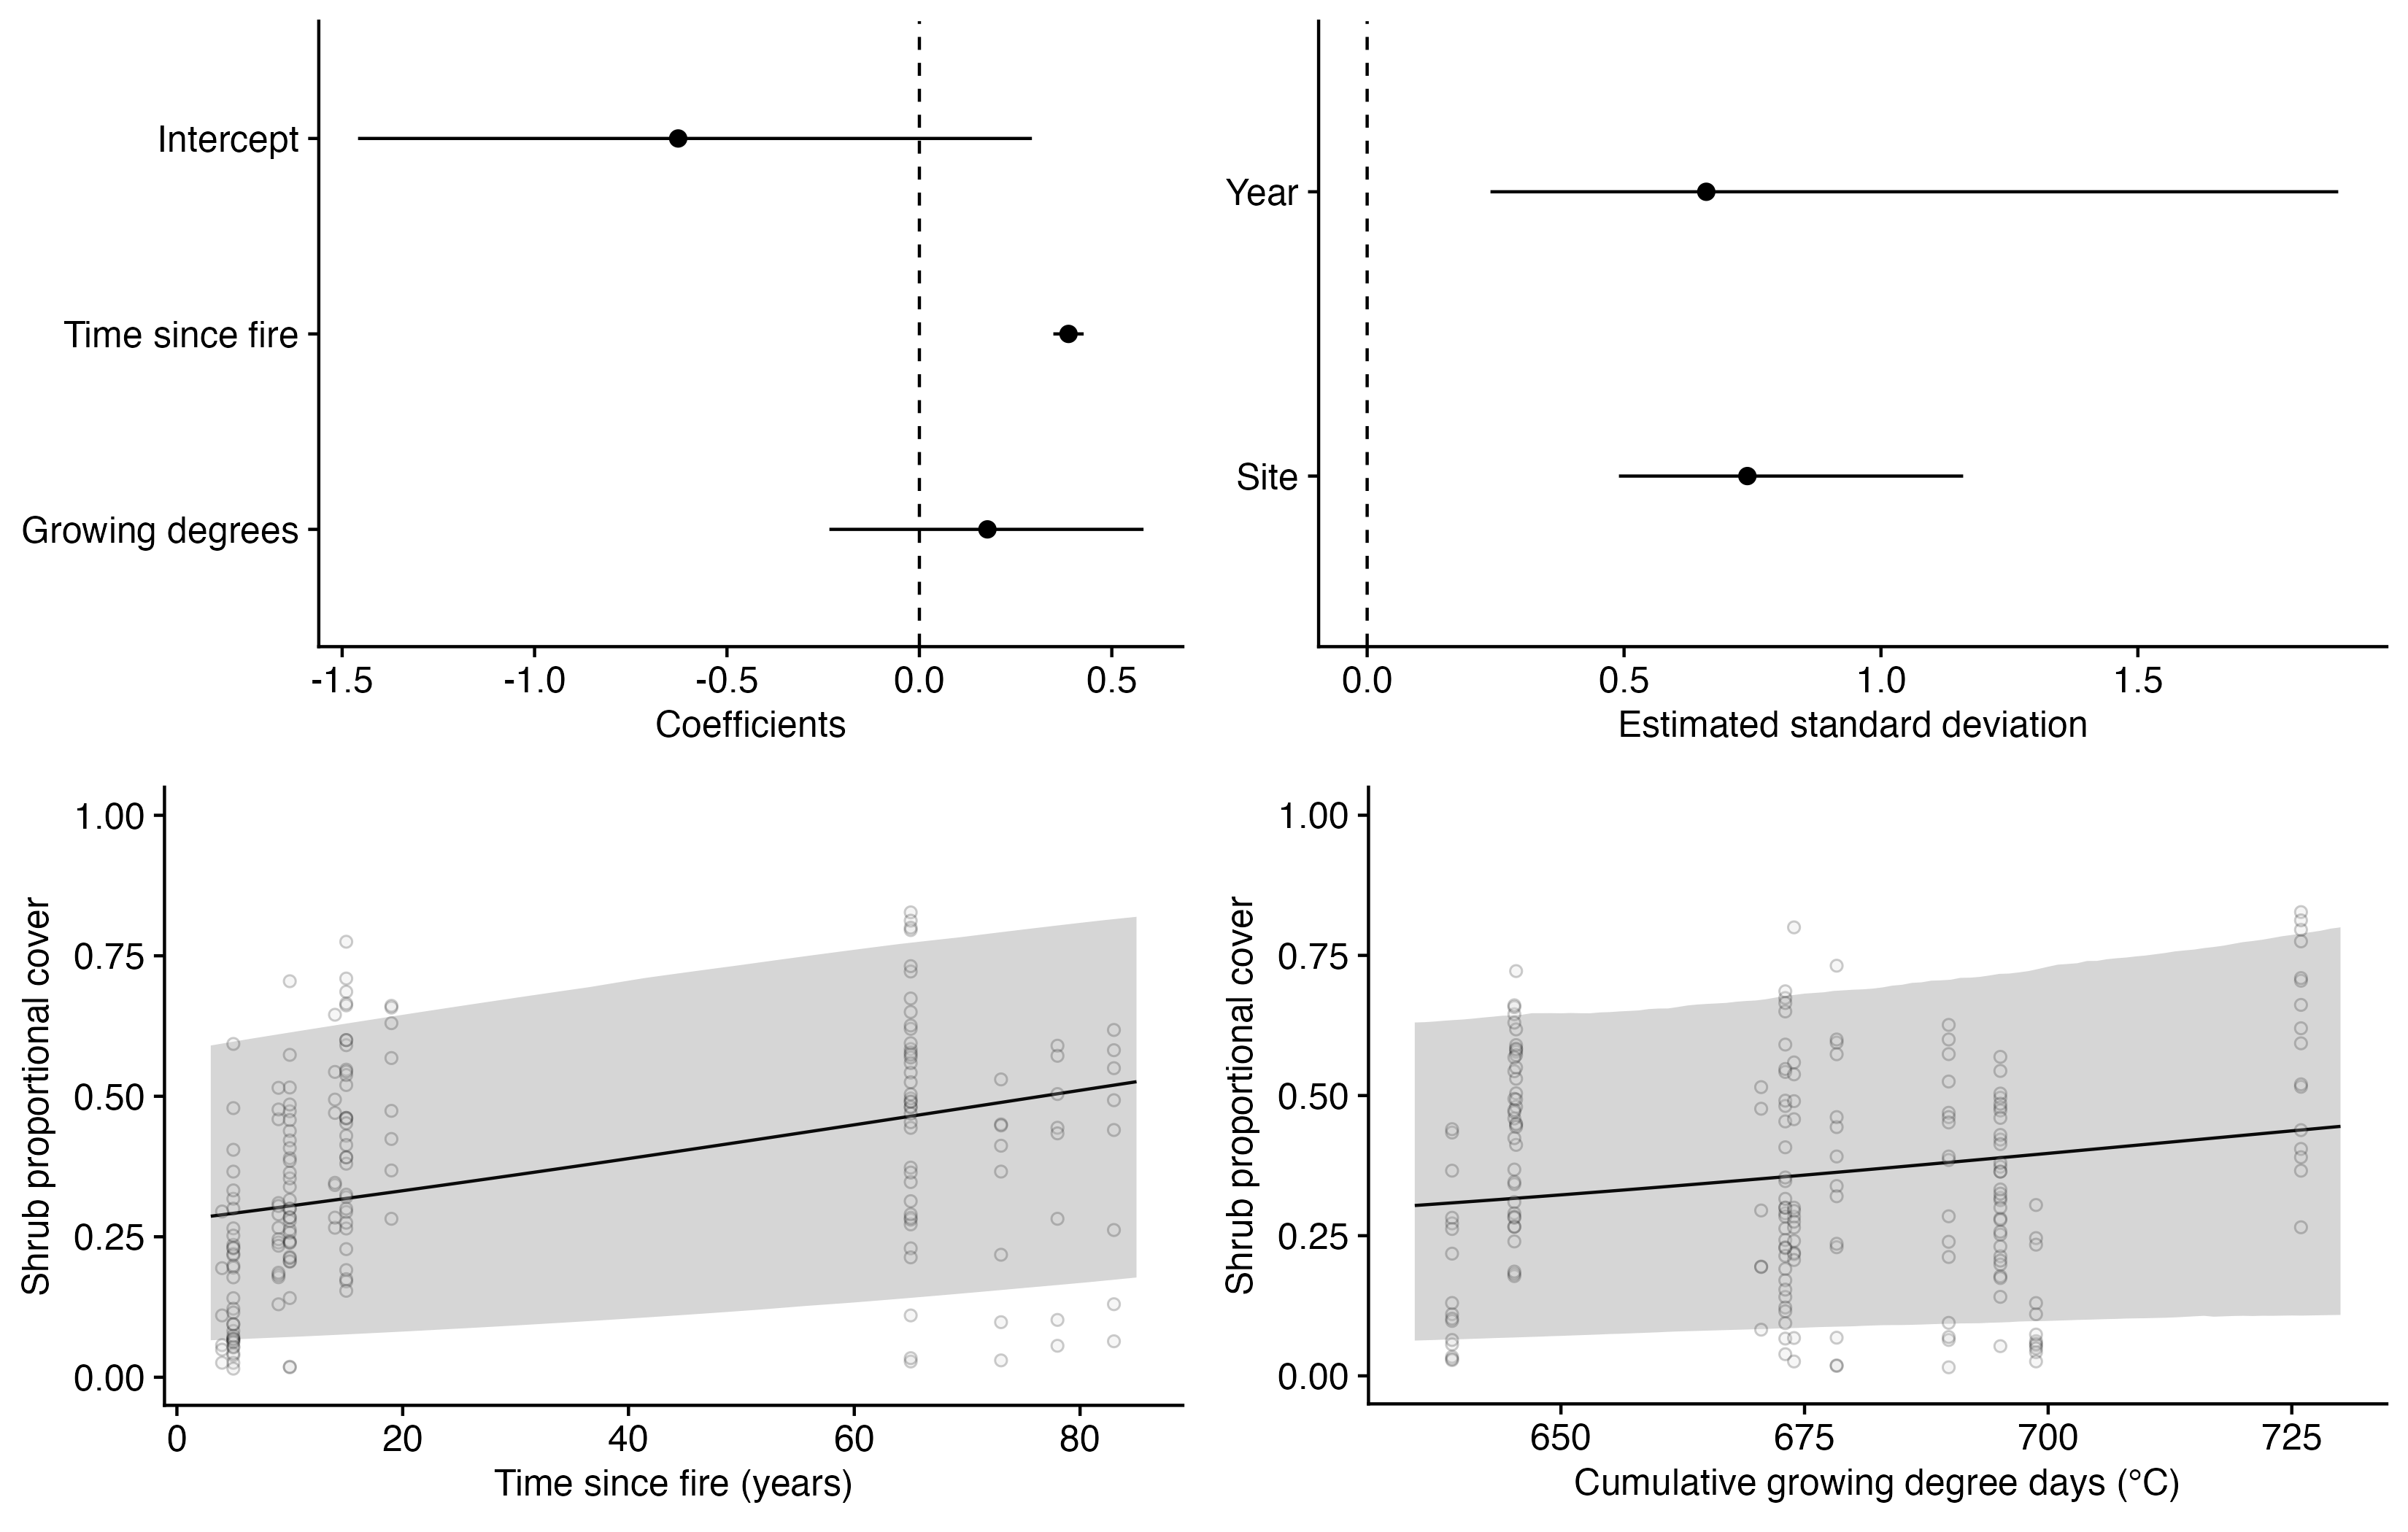 Intercept
Time since fire
Growing degrees
-1.5 -1.0 -0.5 0.0 0.5
Coefficients
Year
Site
0.0 0.5 1.0 1.5
Estimated standard deviation
1.00
0.75
0.50
0.25
0.00
Shrub proportional cover
0 20 40 60 80
Time since fire (years)
1.00
0.75
0.50
0.25
0.00
Shrub proportional cover
650 675 700 725
Cumulative growing degree days (°C)